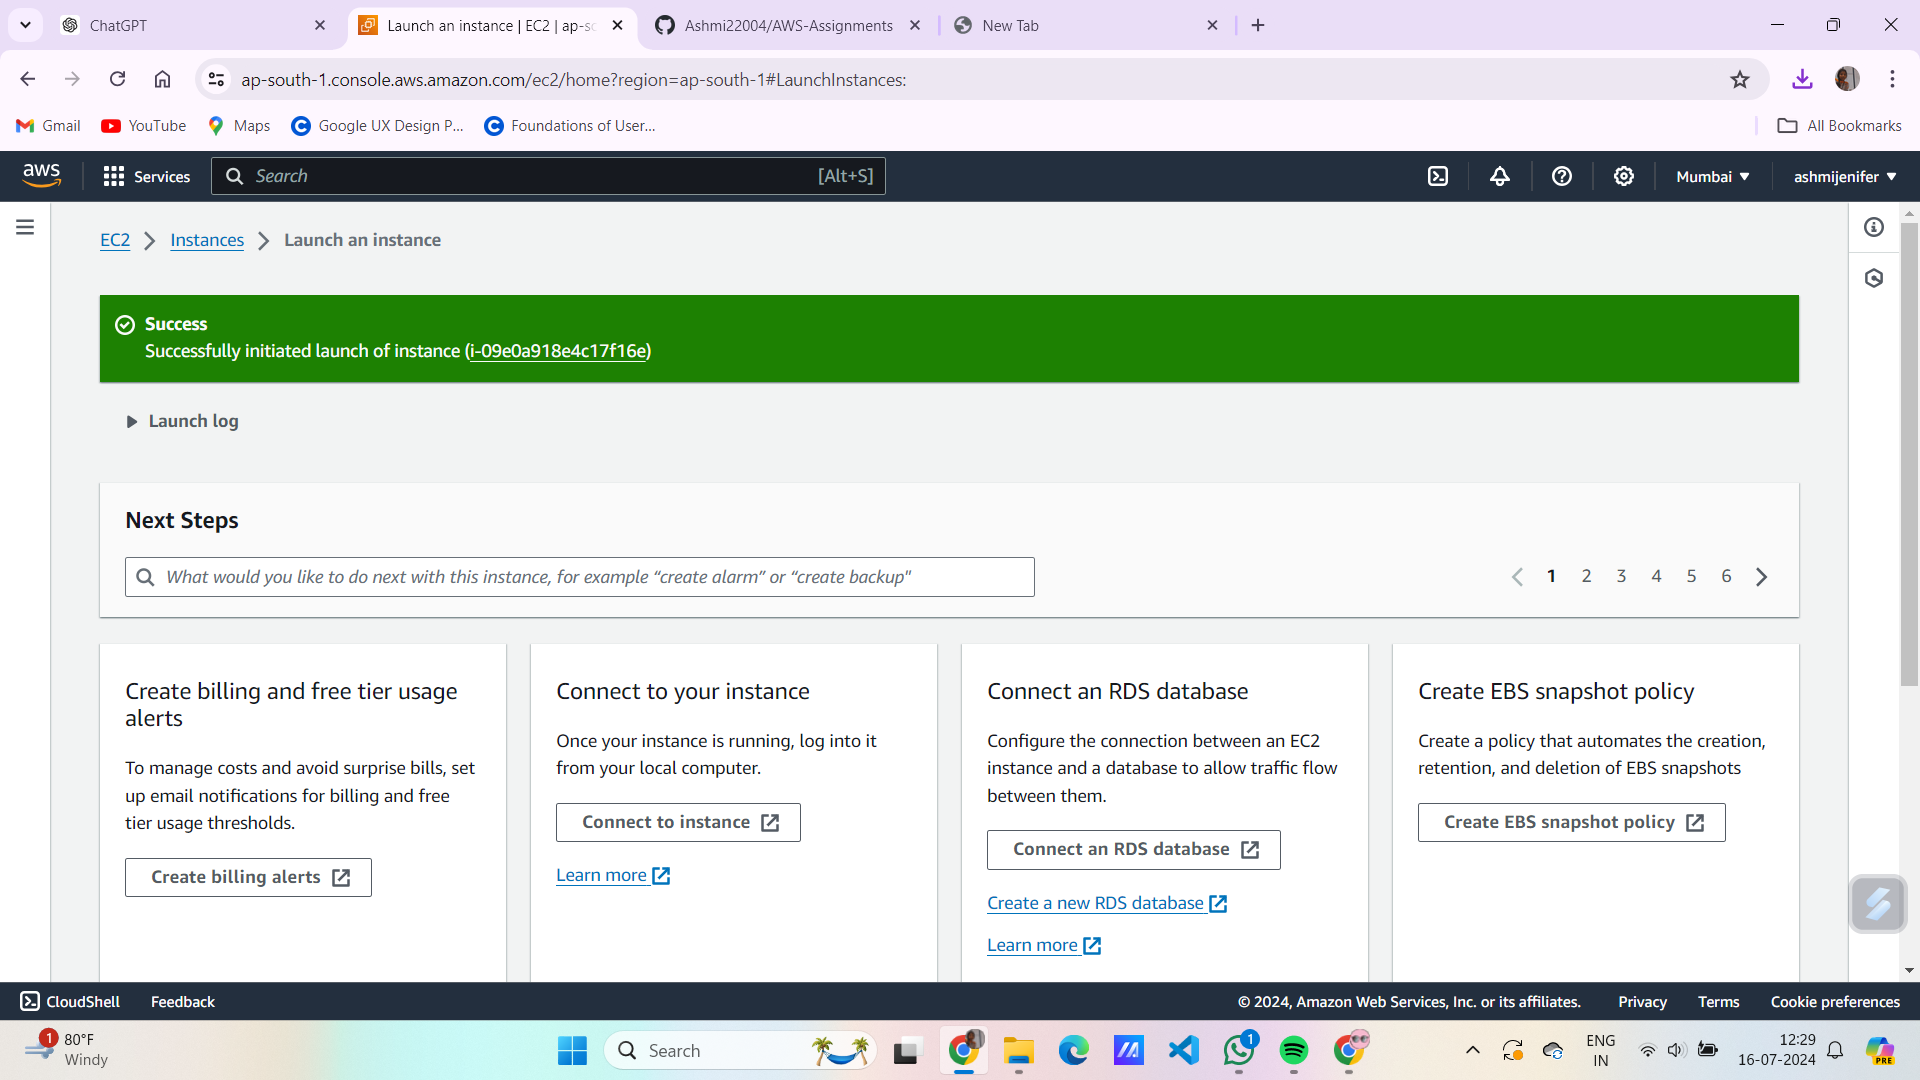 ChatGPT
Launch an instance | EC2 | ap-so
Ashmi22004/AWS-Assignments
New Tab
ap-south-1.console.aws.amazon.com/ec2/home?region=ap-south-1#LaunchInstances:
Gmail
YouTube
Maps
Google UX Design P...
Foundations of User...
All Bookmarks
aws
Services
Search
[Alt+S]
Mumbai
ashmijenifer
EC2
Instances
Launch an instance
Success
Successfully initiated launch of instance (i-09e0a918e4c17f16e)
Launch log
Next Steps
What would you like to do next with this instance, for example “create alarm” or “create backup"
1 2 3 4 5 6
Create billing and free tier usage
alerts
To manage costs and avoid surprise bills, set
up email notifications for billing and free
tier usage thresholds.
Create billing alerts
Connect to your instance
Once your instance is running, log into it
from your local computer.
Connect to instance
Learn more
Connect an RDS database
Configure the connection between an EC2
instance and a database to allow traffic flow
between them.
Connect an RDS database
Create a new RDS database
Learn more
Create EBS snapshot policy
Create a policy that automates the creation,
retention, and deletion of EBS snapshots
Create EBS snapshot policy
CloudShell
Feedback
© 2024, Amazon Web Services, Inc. or its affiliates.
Privacy
Terms
Cookie preferences
1
80°F
Windy
Search
1
ENG
IN
12:29
16-07-2024
PRE